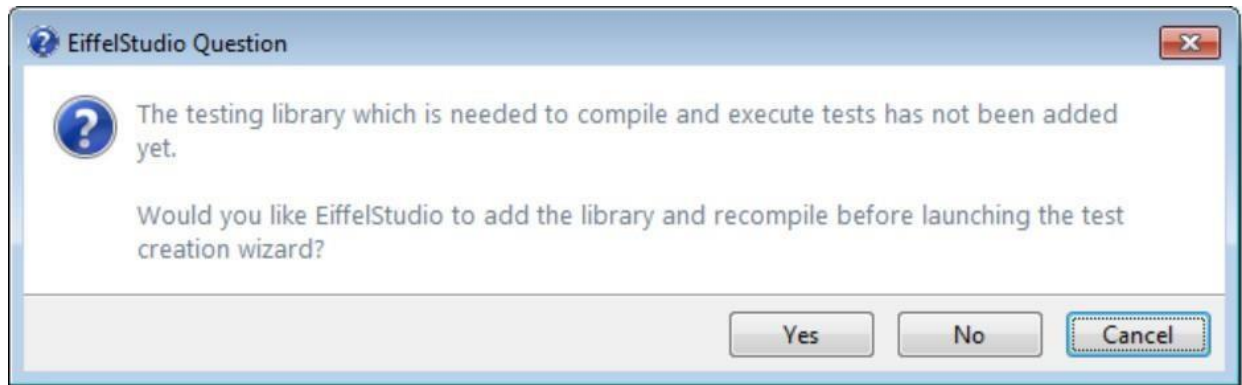 EiffelStudio Question
The testing library which is needed to compile and execute tests has not been added
yet.
Would you like EiffelStudio to add the library and recompile before launching the test
creation wizard?
Yes No Cancel